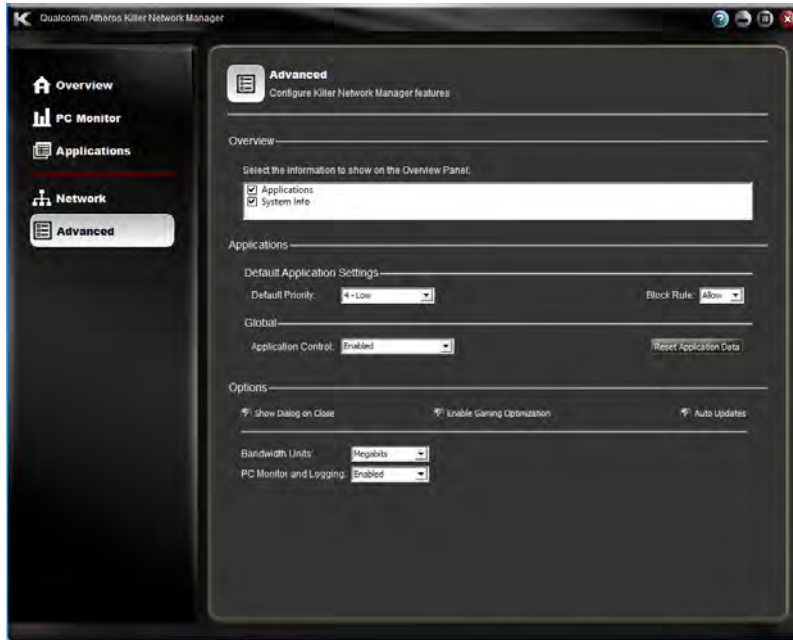 Qualcomm Atheros Killer Network Manager
Overview
PC Monitor
Applications
Network
Advanced
Advanced
Configure Killer Network Manager features
Overview
Select the information to show on the Overview Panel:
Applications
System Info
Applications
Default Application Settings
Default Priority: 4 - Low Block Rule: Allow
Global
Application Control: Enabled Reset Application Data
Options
Show Dialog on Close Enable Gaming Optimization Auto Updates
Bandwidth Units: Megabits
PC Monitor and Logging: Enabled